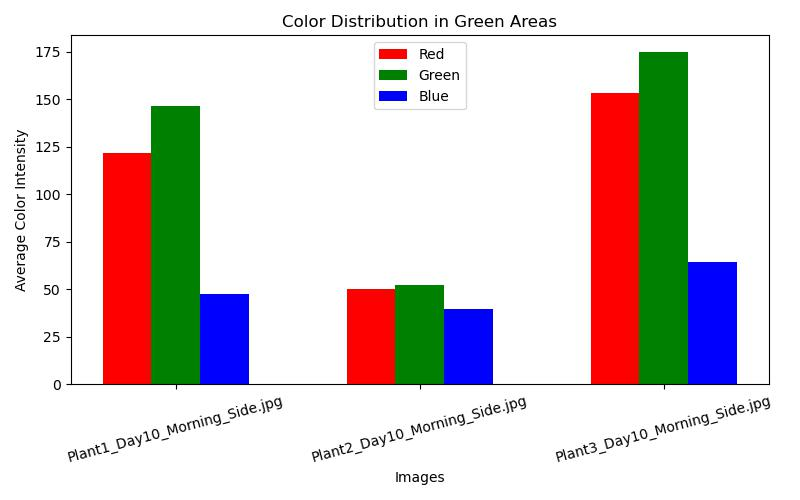 Color Distribution in Green Areas
Red
Green
Blue
Average Color Intensity
175
150
125
100
75
50
25
0
Plant1_Day10_Morning_Side.jpg
Plant2_Day10_Morning_Side.jpg
Plant3_Day10_Morning_Side.jpg
Images